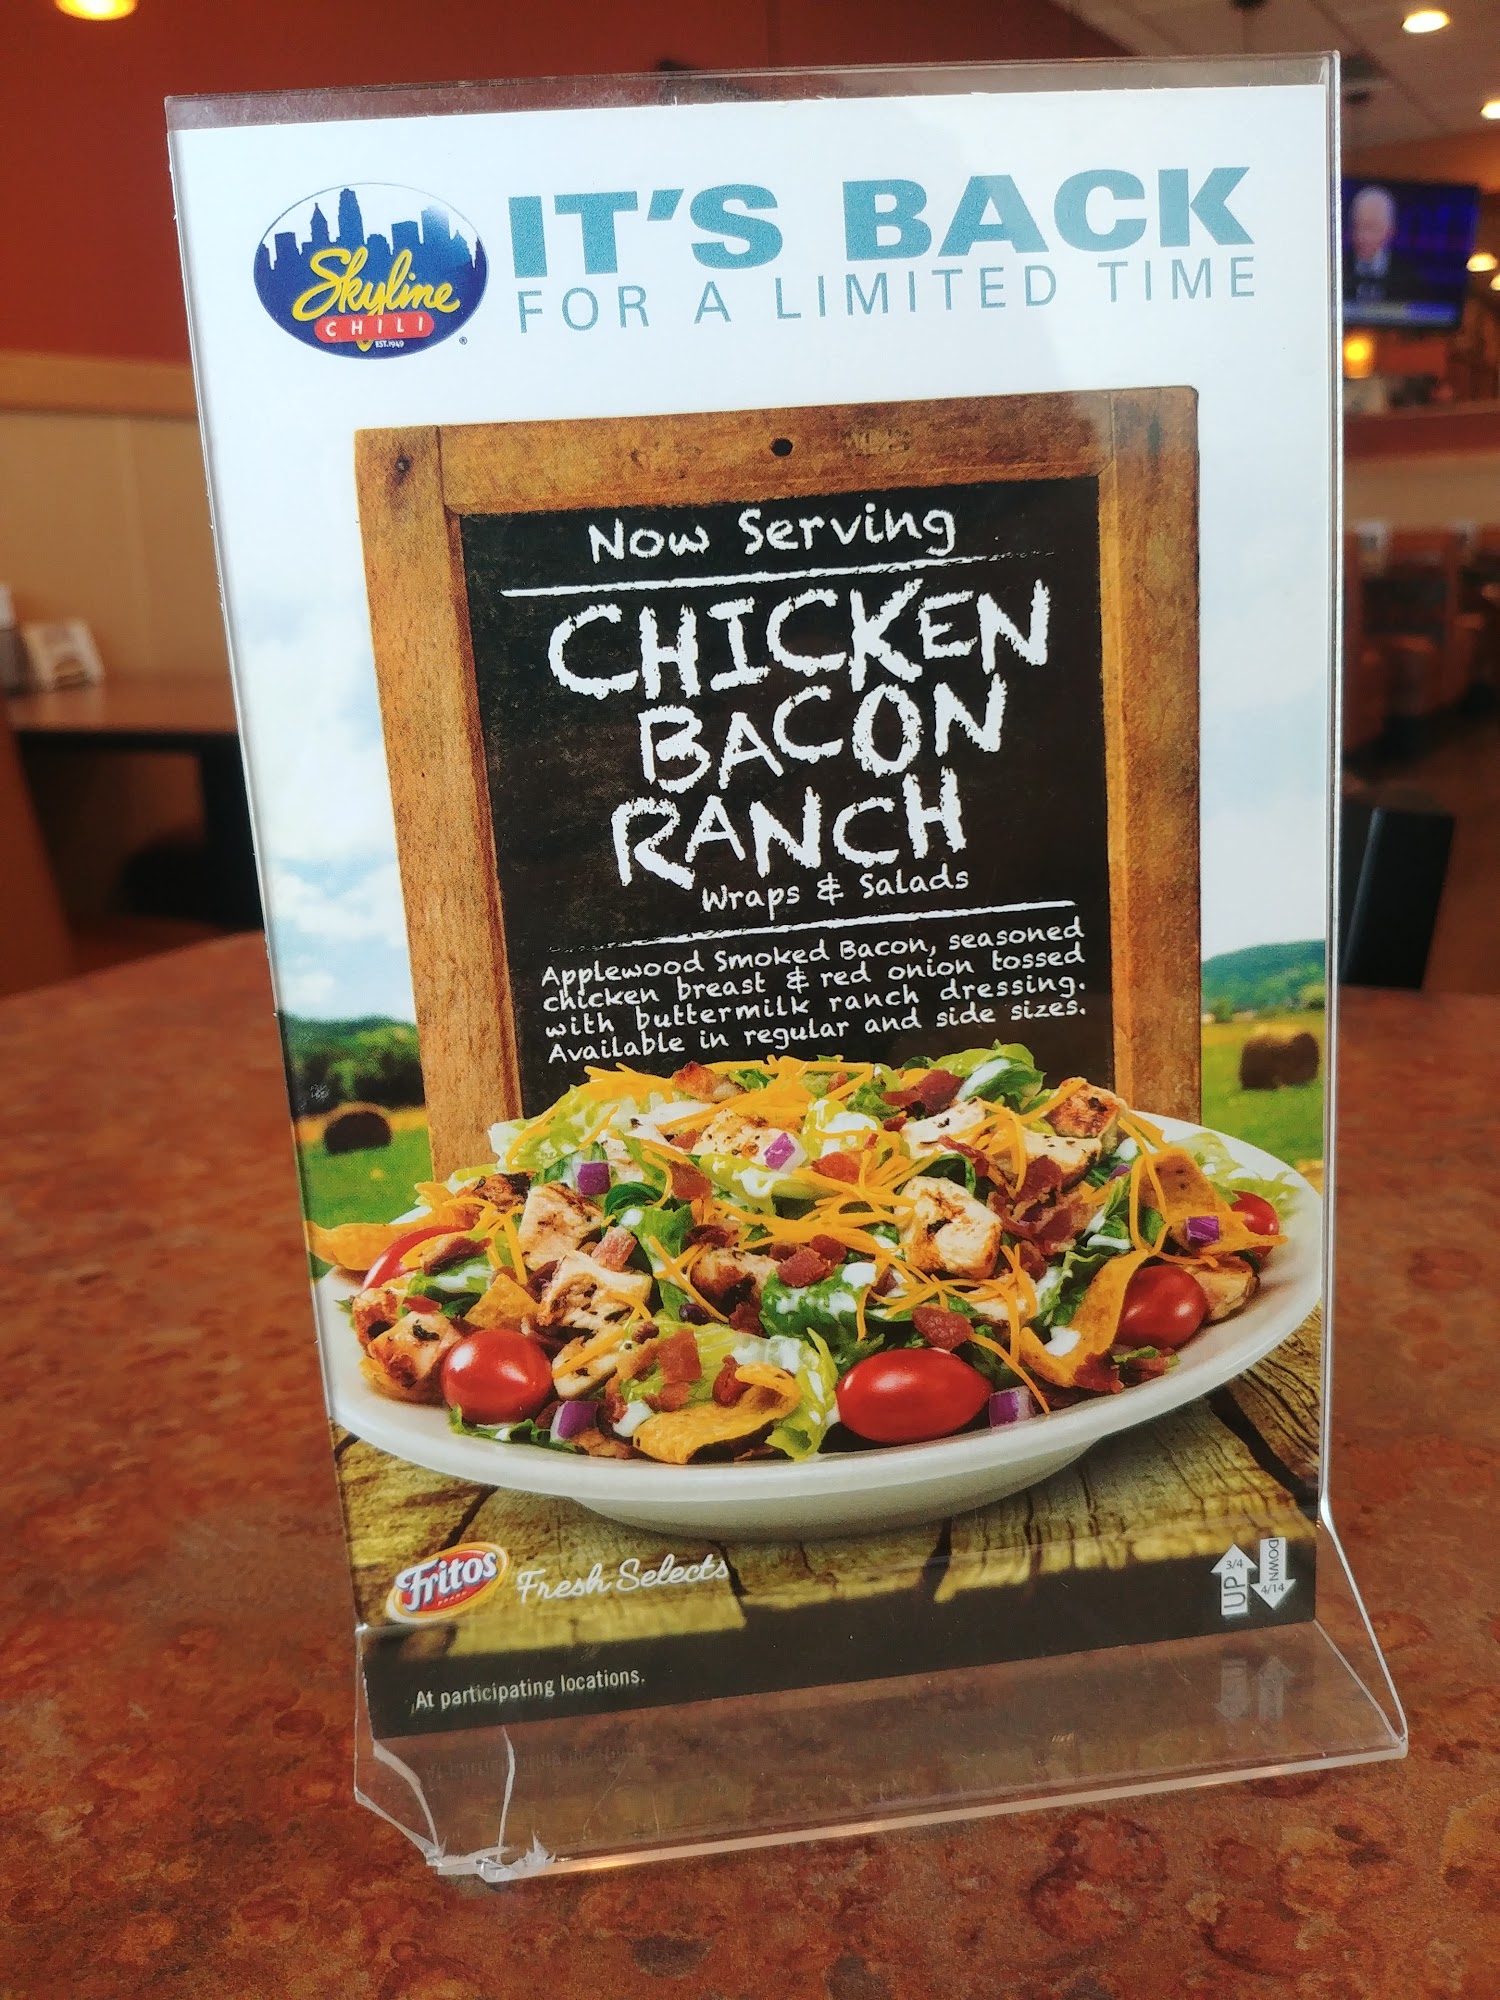 IT'S BACK
FOR A LIMITED TIME
Skyline
CHILI
EST.1949
®
Now Serving
CHICKEN
BACON
RANCH
Wraps & Salads
Applewood Smoked Bacon, seasoned
chicken breast & red onion tossed
with buttermilk ranch dressing.
Available in regular and side sizes.
Fritos
BRAND
Fresh Selects
UP 3/4
DOWN 4/14
At participating locations.